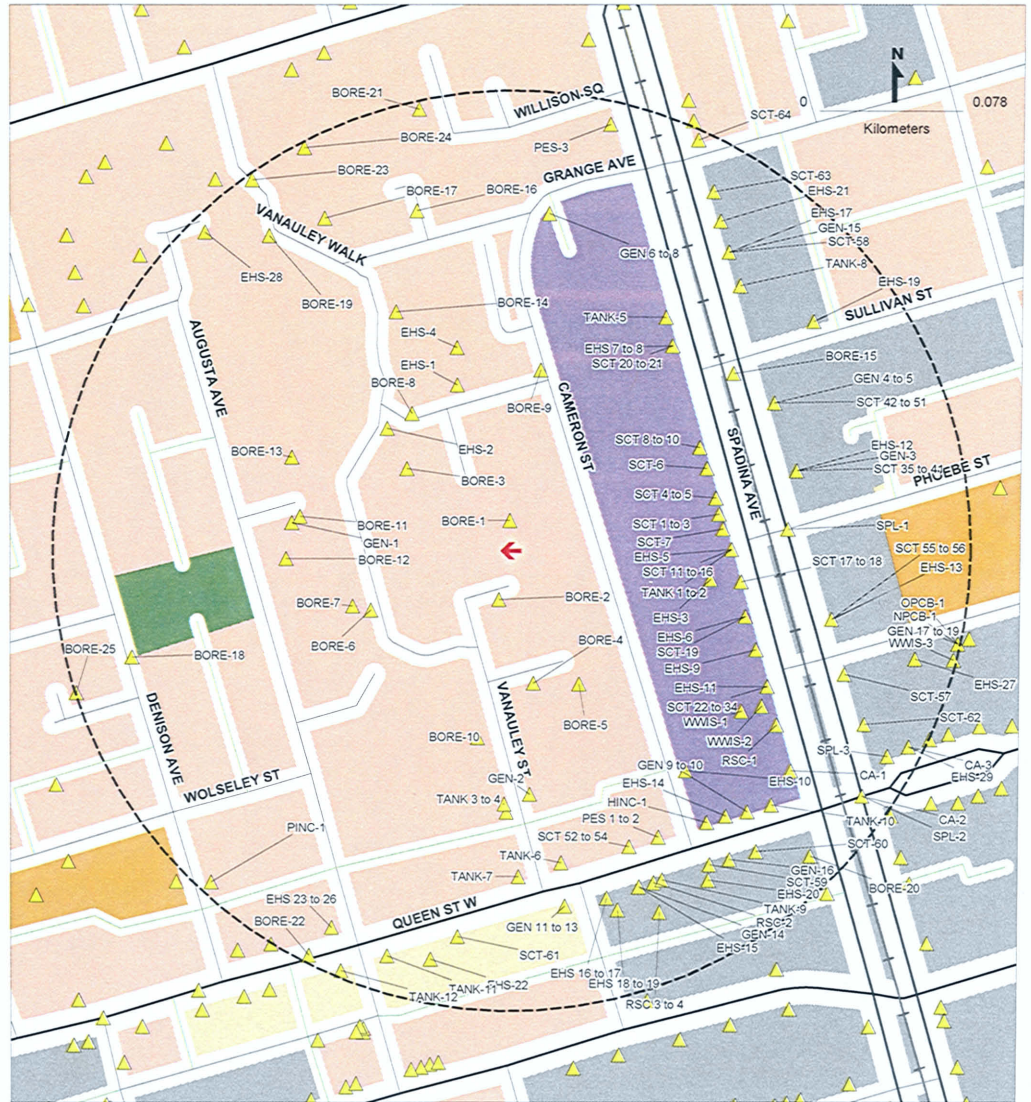 BORE-21
WILLISON SQ
N
0
0.078
Kilometers
BORE-24
PES-3
SCT-64
BORE-23
GRANGE AVE
SCT-63
BORE-17
BORE-16
EHS-21
VANAULEY WALK
EHS-17
GEN-15
SCT-58
GEN 6 to 8
TANK-8
EHS-28
EHS-19
BORE-19
BORE-14
SULLIVAN ST
TANK-5
EHS-4
EHS 7 to 8
SCT 20 to 21
BORE-15
AUGUSTA AVE
EHS-1
BORE-8
GEN 4 to 5
BORE-9
CAMERON ST
SCT 42 to 51
BORE-13
EHS-2
SCT 8 to 10
EHS-12
GEN-3
SCT 35 to 41
BORE-3
SCT-6
SPADINA AVE
PHOEBE ST
SCT 4 to 5
BORE-11
BORE-1
SCT 1 to 3
SPL-1
GEN-1
SCT-7
SCT 55 to 56
BORE-12
EHS-5
SCT 17 to 18
EHS-13
SCT 11 to 16
TANK 1 to 2
BORE-7
BORE-2
OPCB-1
NPCB-1
EHS-3
GEN-17 to 19
BORE-6
BORE-4
EHS-6
WWIS-3
BORE-25
BORE-18
SCT-19
EHS-9
EHS-27
EHS-11
SCT-57
DENISON AVE
VANAULEY ST
BORE-5
SCT 22 to 34
WWIS-1
SCT-62
BORE-10
WWIS-2
SPL-3
RSC-1
WOLSELEY ST
GEN-2
GEN 9 to 10
EHS-10
CA-1
CA-3
EHS-29
EHS-14
TANK 3 to 4
HINC-1
TANK-10
CA-2
PES 1 to 2
SPL-2
PINC-1
SCT 52 to 54
SCT-60
TANK-6
GEN-16
TANK-7
SCT-59
BORE-20
EHS-20
EHS 23 to 26
QUEEN ST W
TANK-9
BORE-22
GEN 11 to 13
RSC-2
GEN-14
EHS-15
SCT-61
EHS 16 to 17
EHS 18 to 19
TANK-11
EHS-22
TANK-12
RSC 3 to 4